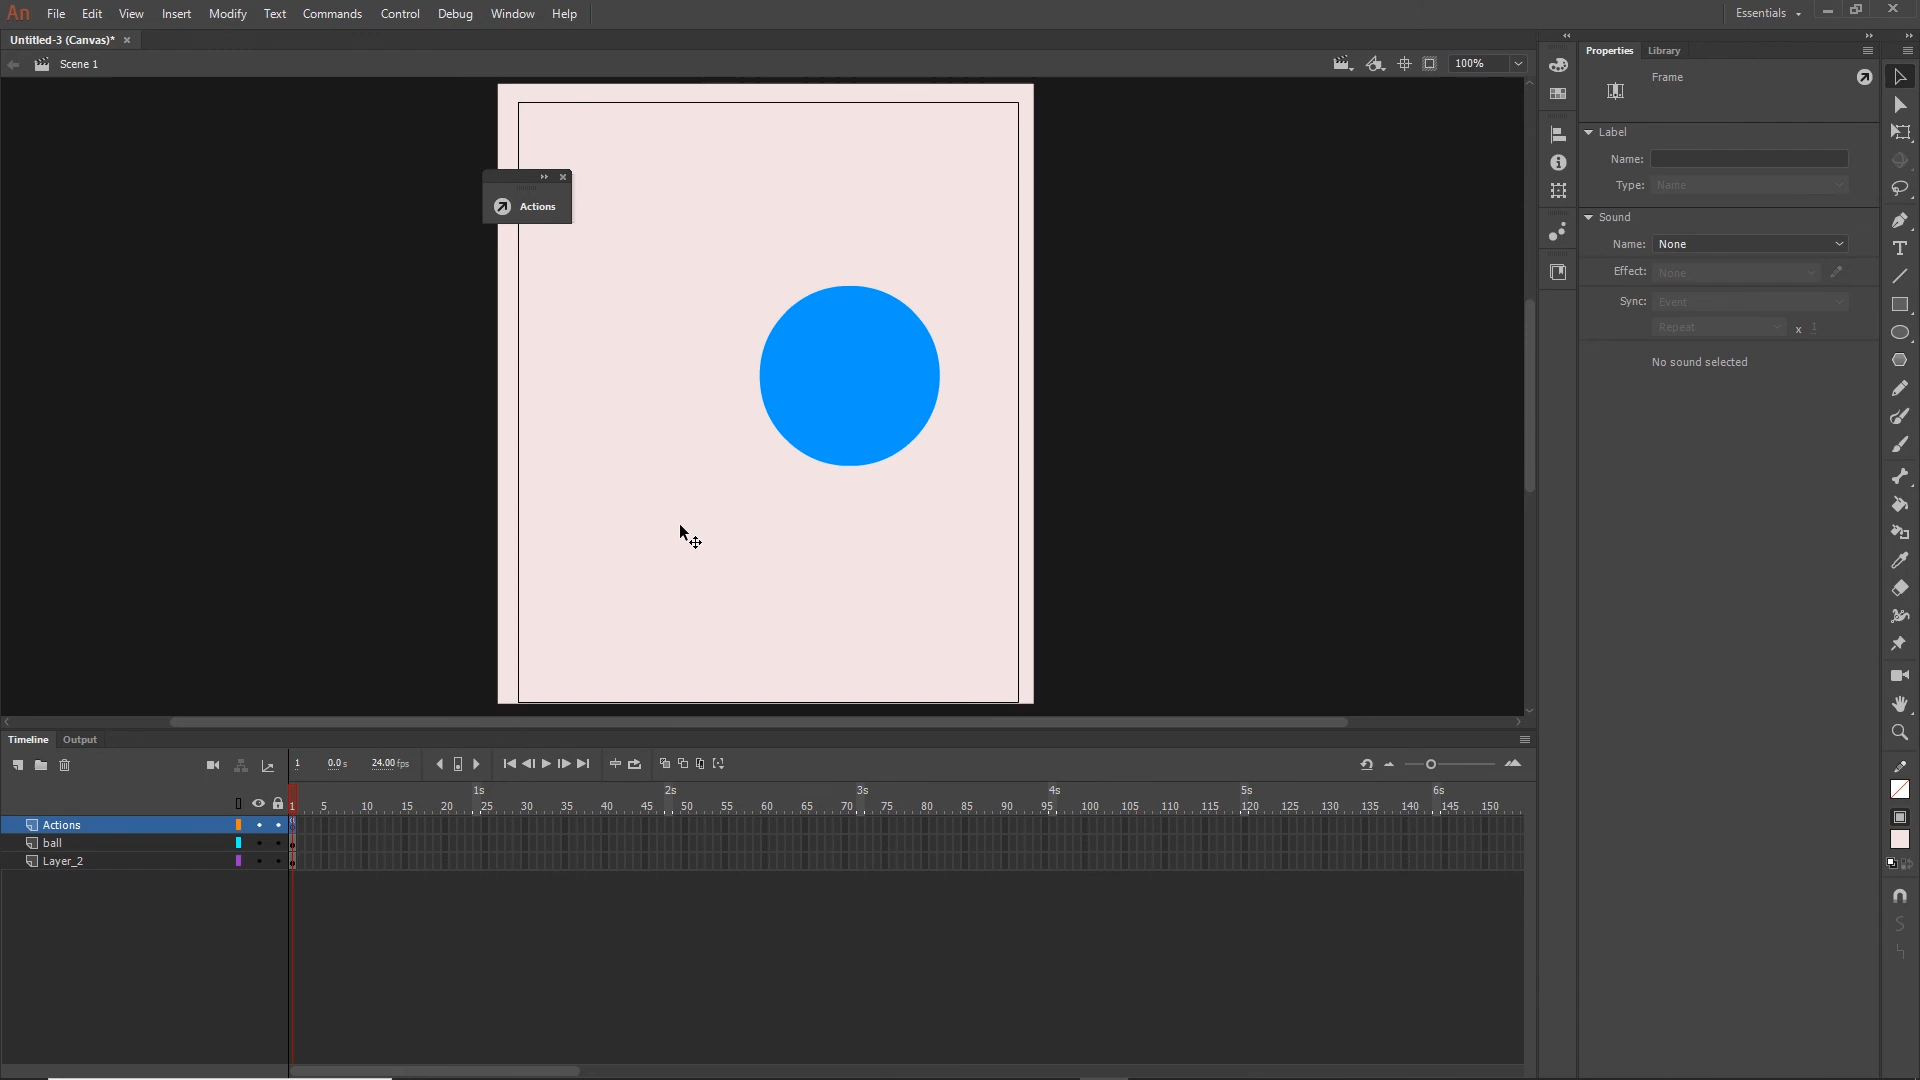 An File Edit View Insert Modify Text Commands Control Debug Window Help Essentials
Untitled-3 (Canvas)*
Scene 1 100%
Properties Library
Frame
Label
Name:
Type: Name
Sound
Name: None
Effect: None
Sync: Event
Repeat x 1
No sound selected
Actions
Timeline Output
1 0.0 s 24.00 fps
1s 2s 3s 4s 5s 6s
1 5 10 15 20 25 30 35 40 45 50 55 60 65 70 75 80 85 90 95 100 105 110 115 120 125 130 135 140 145 150
Actions
ball
Layer_2